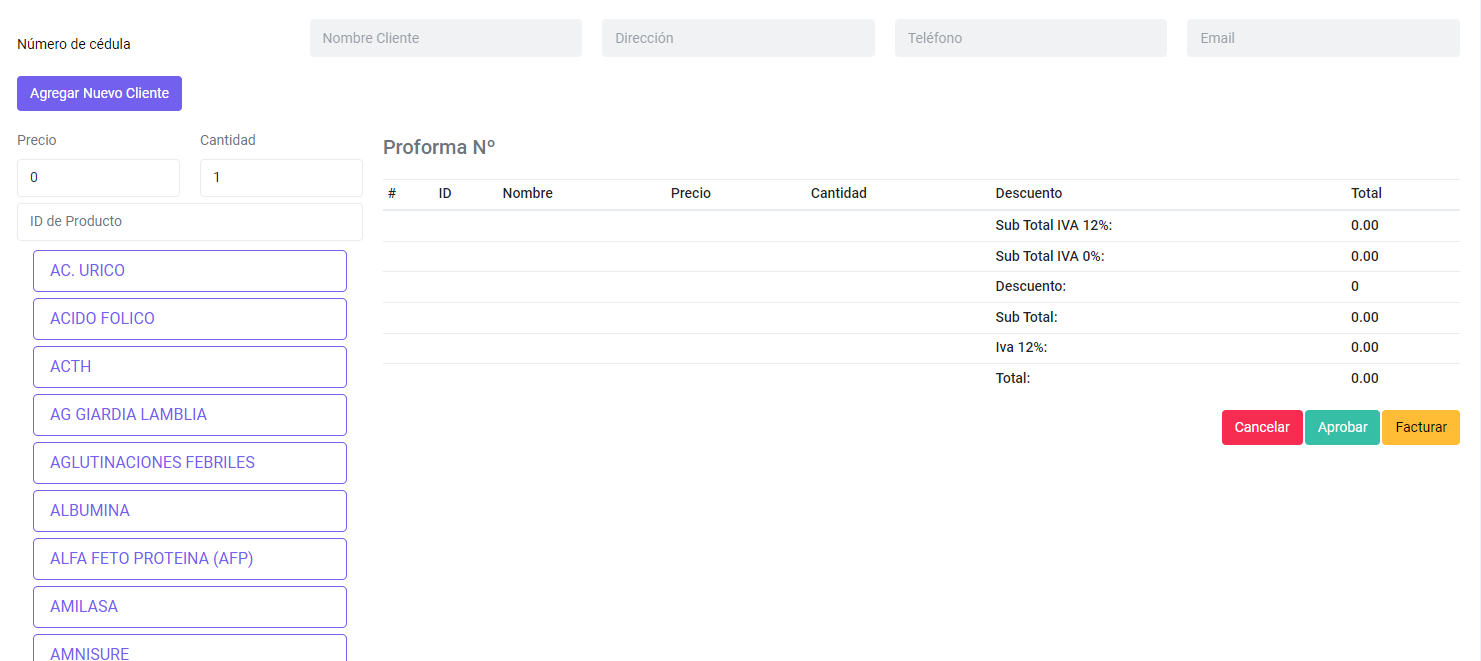 Número de cédula
Nombre Cliente
Dirección
Teléfono
Email
Agregar Nuevo Cliente
Precio
Cantidad
0
1
ID de Producto
AC. URICO
ACIDO FOLICO
ACTH
AG GIARDIA LAMBLIA
AGLUTINACIONES FEBRILES
ALBUMINA
ALFA FETO PROTEINA (AFP)
AMILASA
AMNISURE
Proforma Nº
# ID Nombre Precio Cantidad Descuento Total
Sub Total IVA 12%: 0.00
Sub Total IVA 0%: 0.00
Descuento: 0
Sub Total: 0.00
Iva 12%: 0.00
Total: 0.00
Cancelar
Aprobar
Facturar